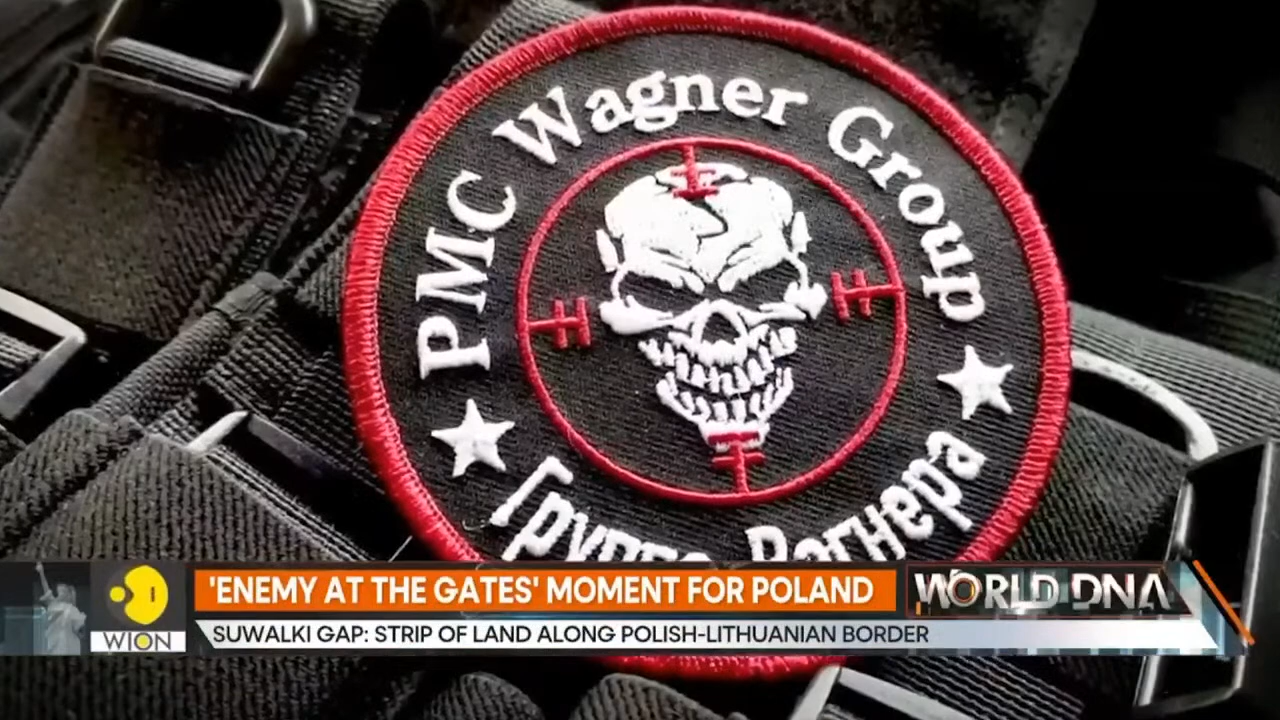 PMC Wagner Group
Группа Вагнера
'ENEMY AT THE GATES' MOMENT FOR POLAND
WORLD DNA
WION
SUWALKI GAP: STRIP OF LAND ALONG POLISH-LITHUANIAN BORDER